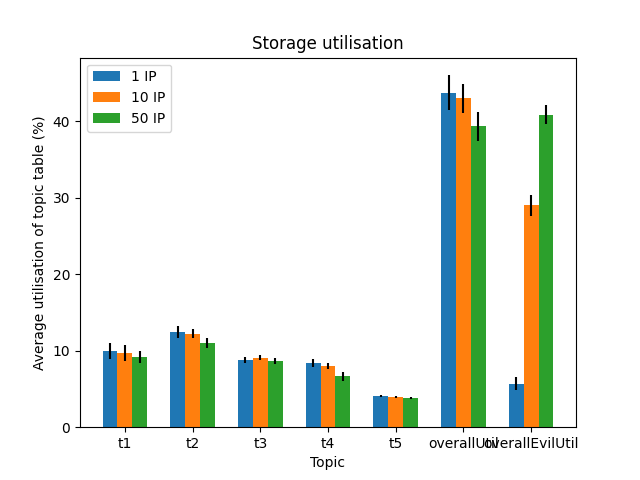 Storage utilisation
1 IP
10 IP
50 IP
Average utilisation of topic table (%)
40
30
20
10
0
t1 t2 t3 t4 t5 overallUtil overallEvilUtil
Topic